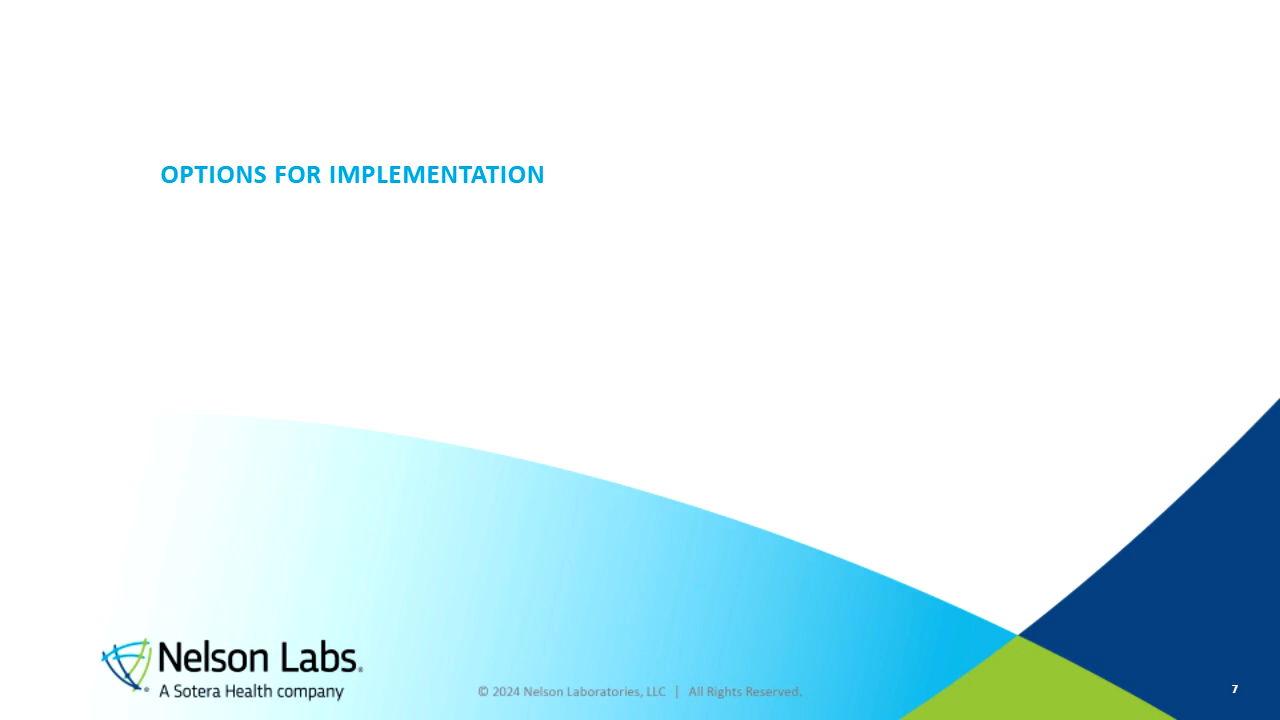 OPTIONS FOR IMPLEMENTATION
Nelson Labs.
A Sotera Health company
© 2024 Nelson Laboratories, LLC | All Rights Reserved.
7